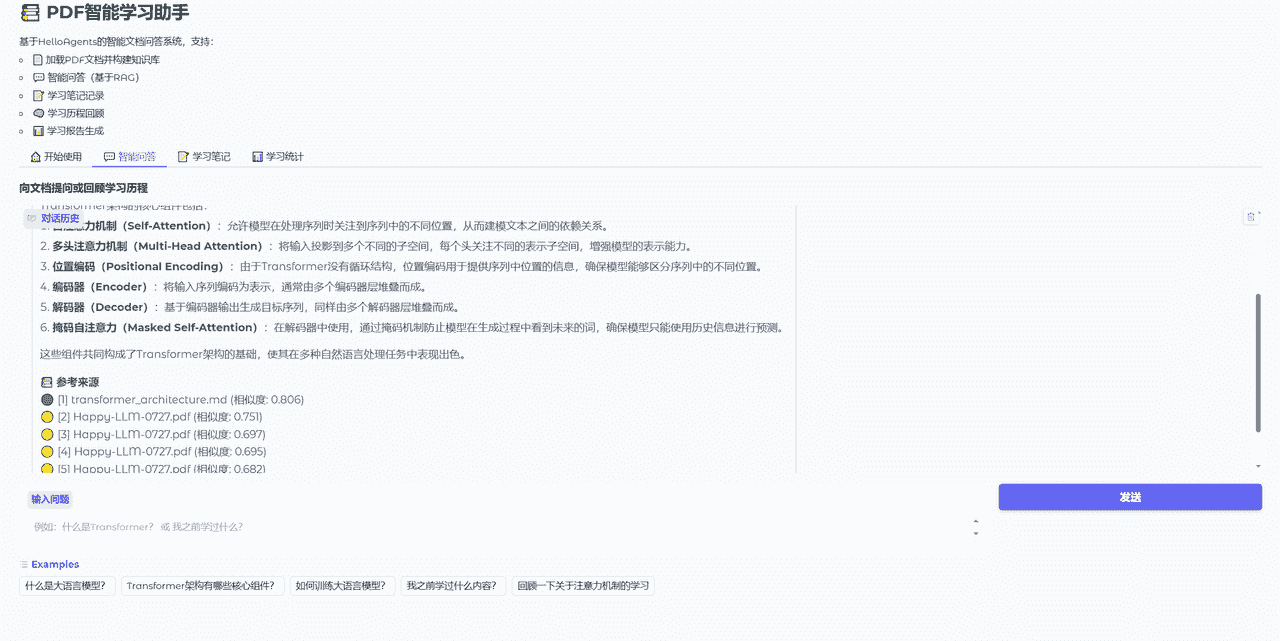 PDF智能学习助手
基于HelloAgents的智能文档问答系统，支持：
加载PDF文档并构建知识库
智能问答（基于RAG）
学习笔记记录
学习历程回顾
学习报告生成
开始使用 智能问答 学习笔记 学习统计
向文档提问或回顾学习历程
Transformer架构的核心组件包括：
对话历史
1. 自注意力机制（Self-Attention）：允许模型在处理序列时关注到序列中的不同位置，从而建模文本之间的依赖关系。
2. 多头注意力机制（Multi-Head Attention）：将输入投影到多个不同的子空间，每个头关注不同的表示子空间，增强模型的表示能力。
3. 位置编码（Positional Encoding）：由于Transformer没有循环结构，位置编码用于提供序列中位置的信息，确保模型能够区分序列中的不同位置。
4. 编码器（Encoder）：将输入序列编码为表示，通常由多个编码器层堆叠而成。
5. 解码器（Decoder）：基于编码器输出生成目标序列，同样由多个解码器层堆叠而成。
6. 掩码自注意力（Masked Self-Attention）：在解码器中使用，通过掩码机制防止模型在生成过程中看到未来的词，确保模型只能使用历史信息进行预测。
这些组件共同构成了Transformer架构的基础，使其在多种自然语言处理任务中表现出色。
参考来源
[1] transformer_architecture.md (相似度: 0.806)
[2] Happy-LLM-0727.pdf (相似度: 0.751)
[3] Happy-LLM-0727.pdf (相似度: 0.697)
[4] Happy-LLM-0727.pdf (相似度: 0.695)
[5] Happy-LLM-0727.pdf (相似度: 0.682)
输入问题
发送
例如：什么是Transformer？ 或 我之前学过什么？
Examples
什么是大语言模型？ Transformer架构有哪些核心组件？ 如何训练大语言模型？ 我之前学过什么内容？ 回顾一下关于注意力机制的学习